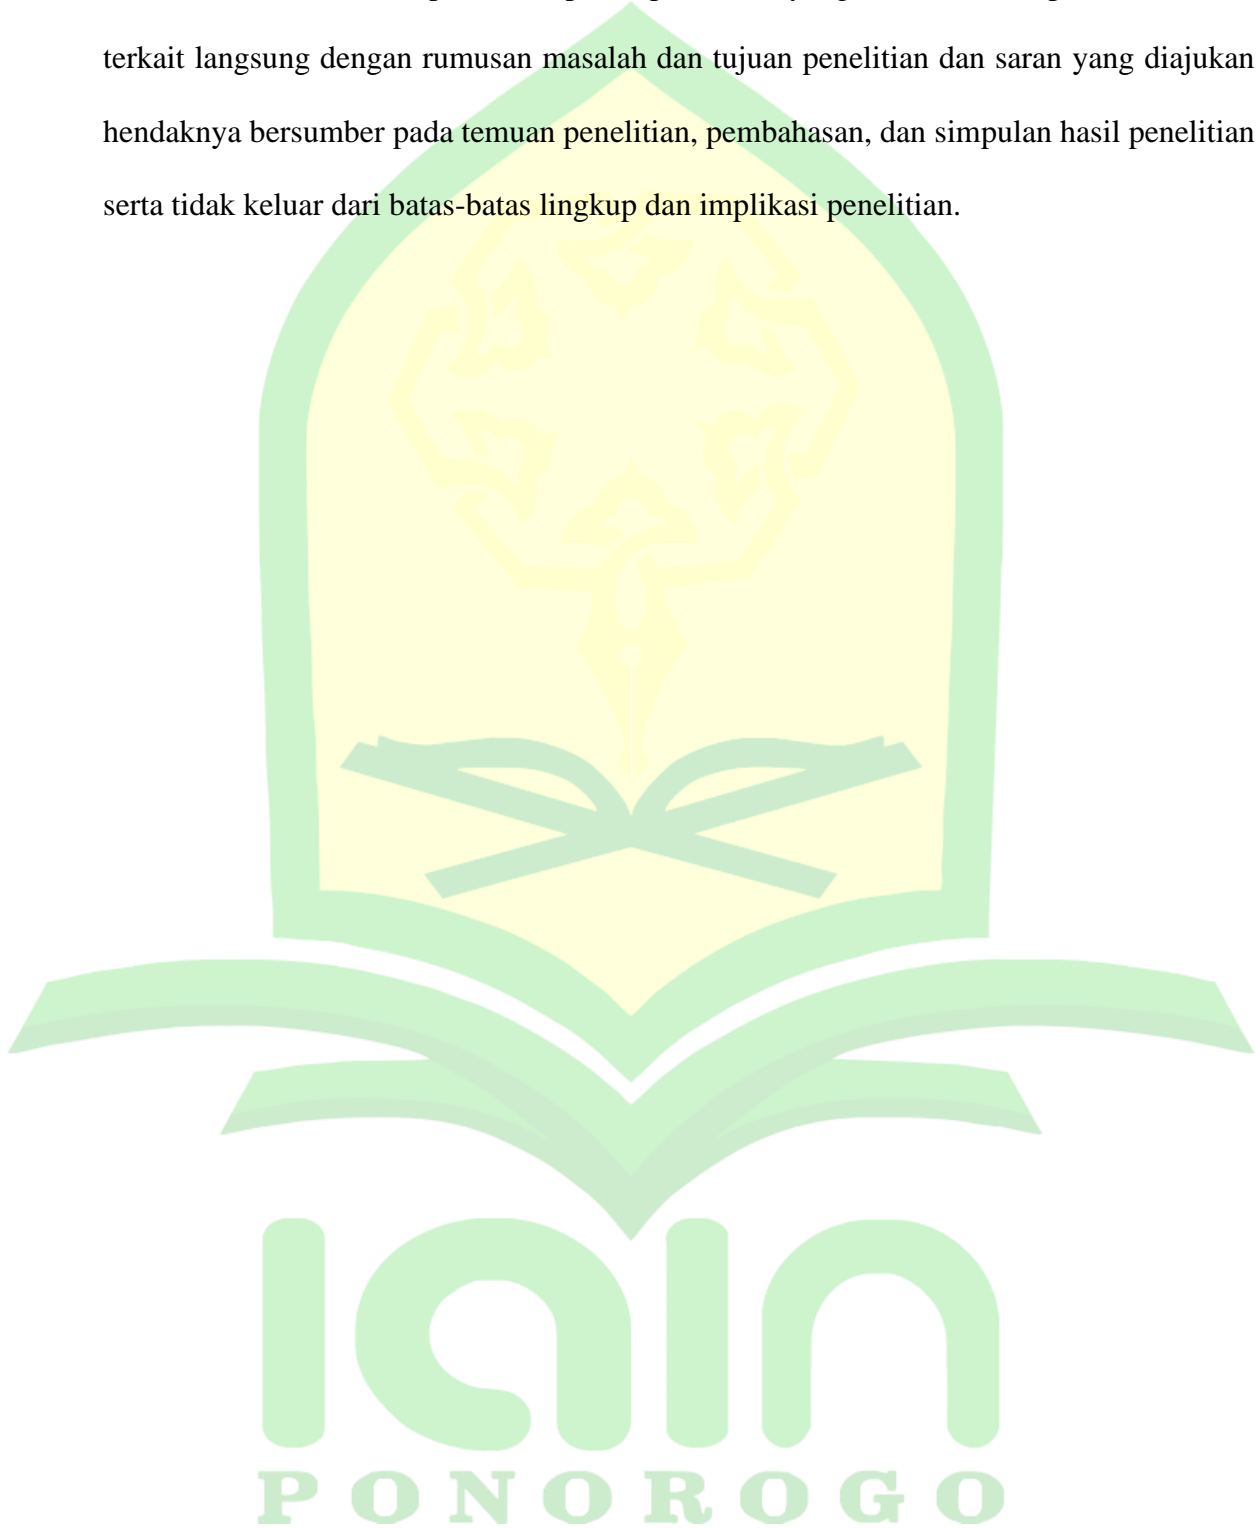 terkait langsung dengan rumusan masalah dan tujuan penelitian dan saran yang diajukan
hendaknya bersumber pada temuan penelitian, pembahasan, dan simpulan hasil penelitian
serta tidak keluar dari batas-batas lingkup dan implikasi penelitian.
iain
PONOROGO